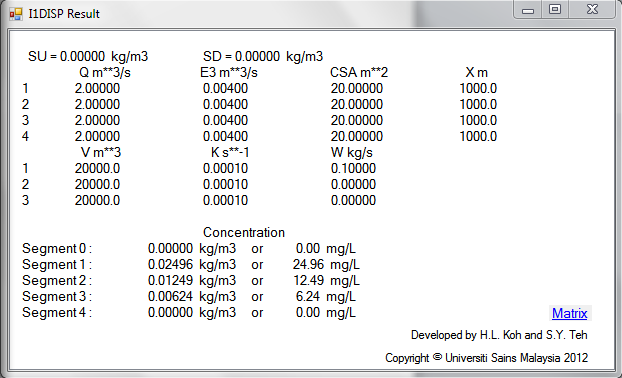 I1DISP Result
SU = 0.00000 kg/m3 SD = 0.00000 kg/m3
Q m**3/s E3 m**3/s CSA m**2 X m
1 2.00000 0.00400 20.00000 1000.0
2 2.00000 0.00400 20.00000 1000.0
3 2.00000 0.00400 20.00000 1000.0
4 2.00000 0.00400 20.00000 1000.0
V m**3 K s**-1 W kg/s
1 20000.0 0.00010 0.10000
2 20000.0 0.00010 0.00000
3 20000.0 0.00010 0.00000
Concentration
Segment 0 : 0.00000 kg/m3 or 0.00 mg/L
Segment 1 : 0.02496 kg/m3 or 24.96 mg/L
Segment 2 : 0.01249 kg/m3 or 12.49 mg/L
Segment 3 : 0.00624 kg/m3 or 6.24 mg/L
Segment 4 : 0.00000 kg/m3 or 0.00 mg/L
Matrix
Developed by H.L. Koh and S.Y. Teh
Copyright © Universiti Sains Malaysia 2012